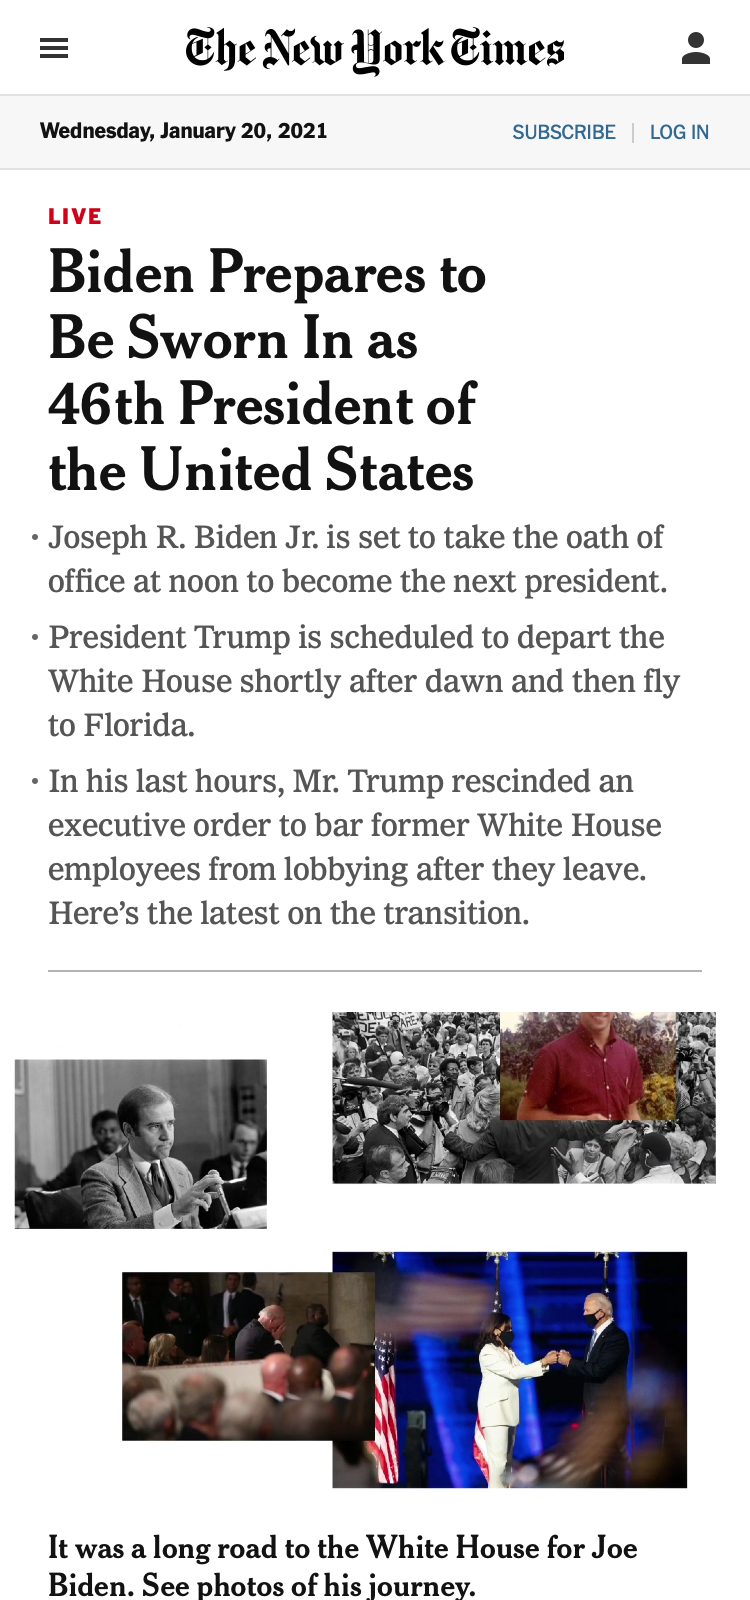 The New York Times
Wednesday, January 20, 2021
SUBSCRIBE | LOG IN
LIVE
Biden Prepares to
Be Sworn In as
46th President of
the United States
• Joseph R. Biden Jr. is set to take the oath of
office at noon to become the next president.
• President Trump is scheduled to depart the
White House shortly after dawn and then fly
to Florida.
• In his last hours, Mr. Trump rescinded an
executive order to bar former White House
employees from lobbying after they leave.
Here’s the latest on the transition.
It was a long road to the White House for Joe
Biden. See photos of his journey.